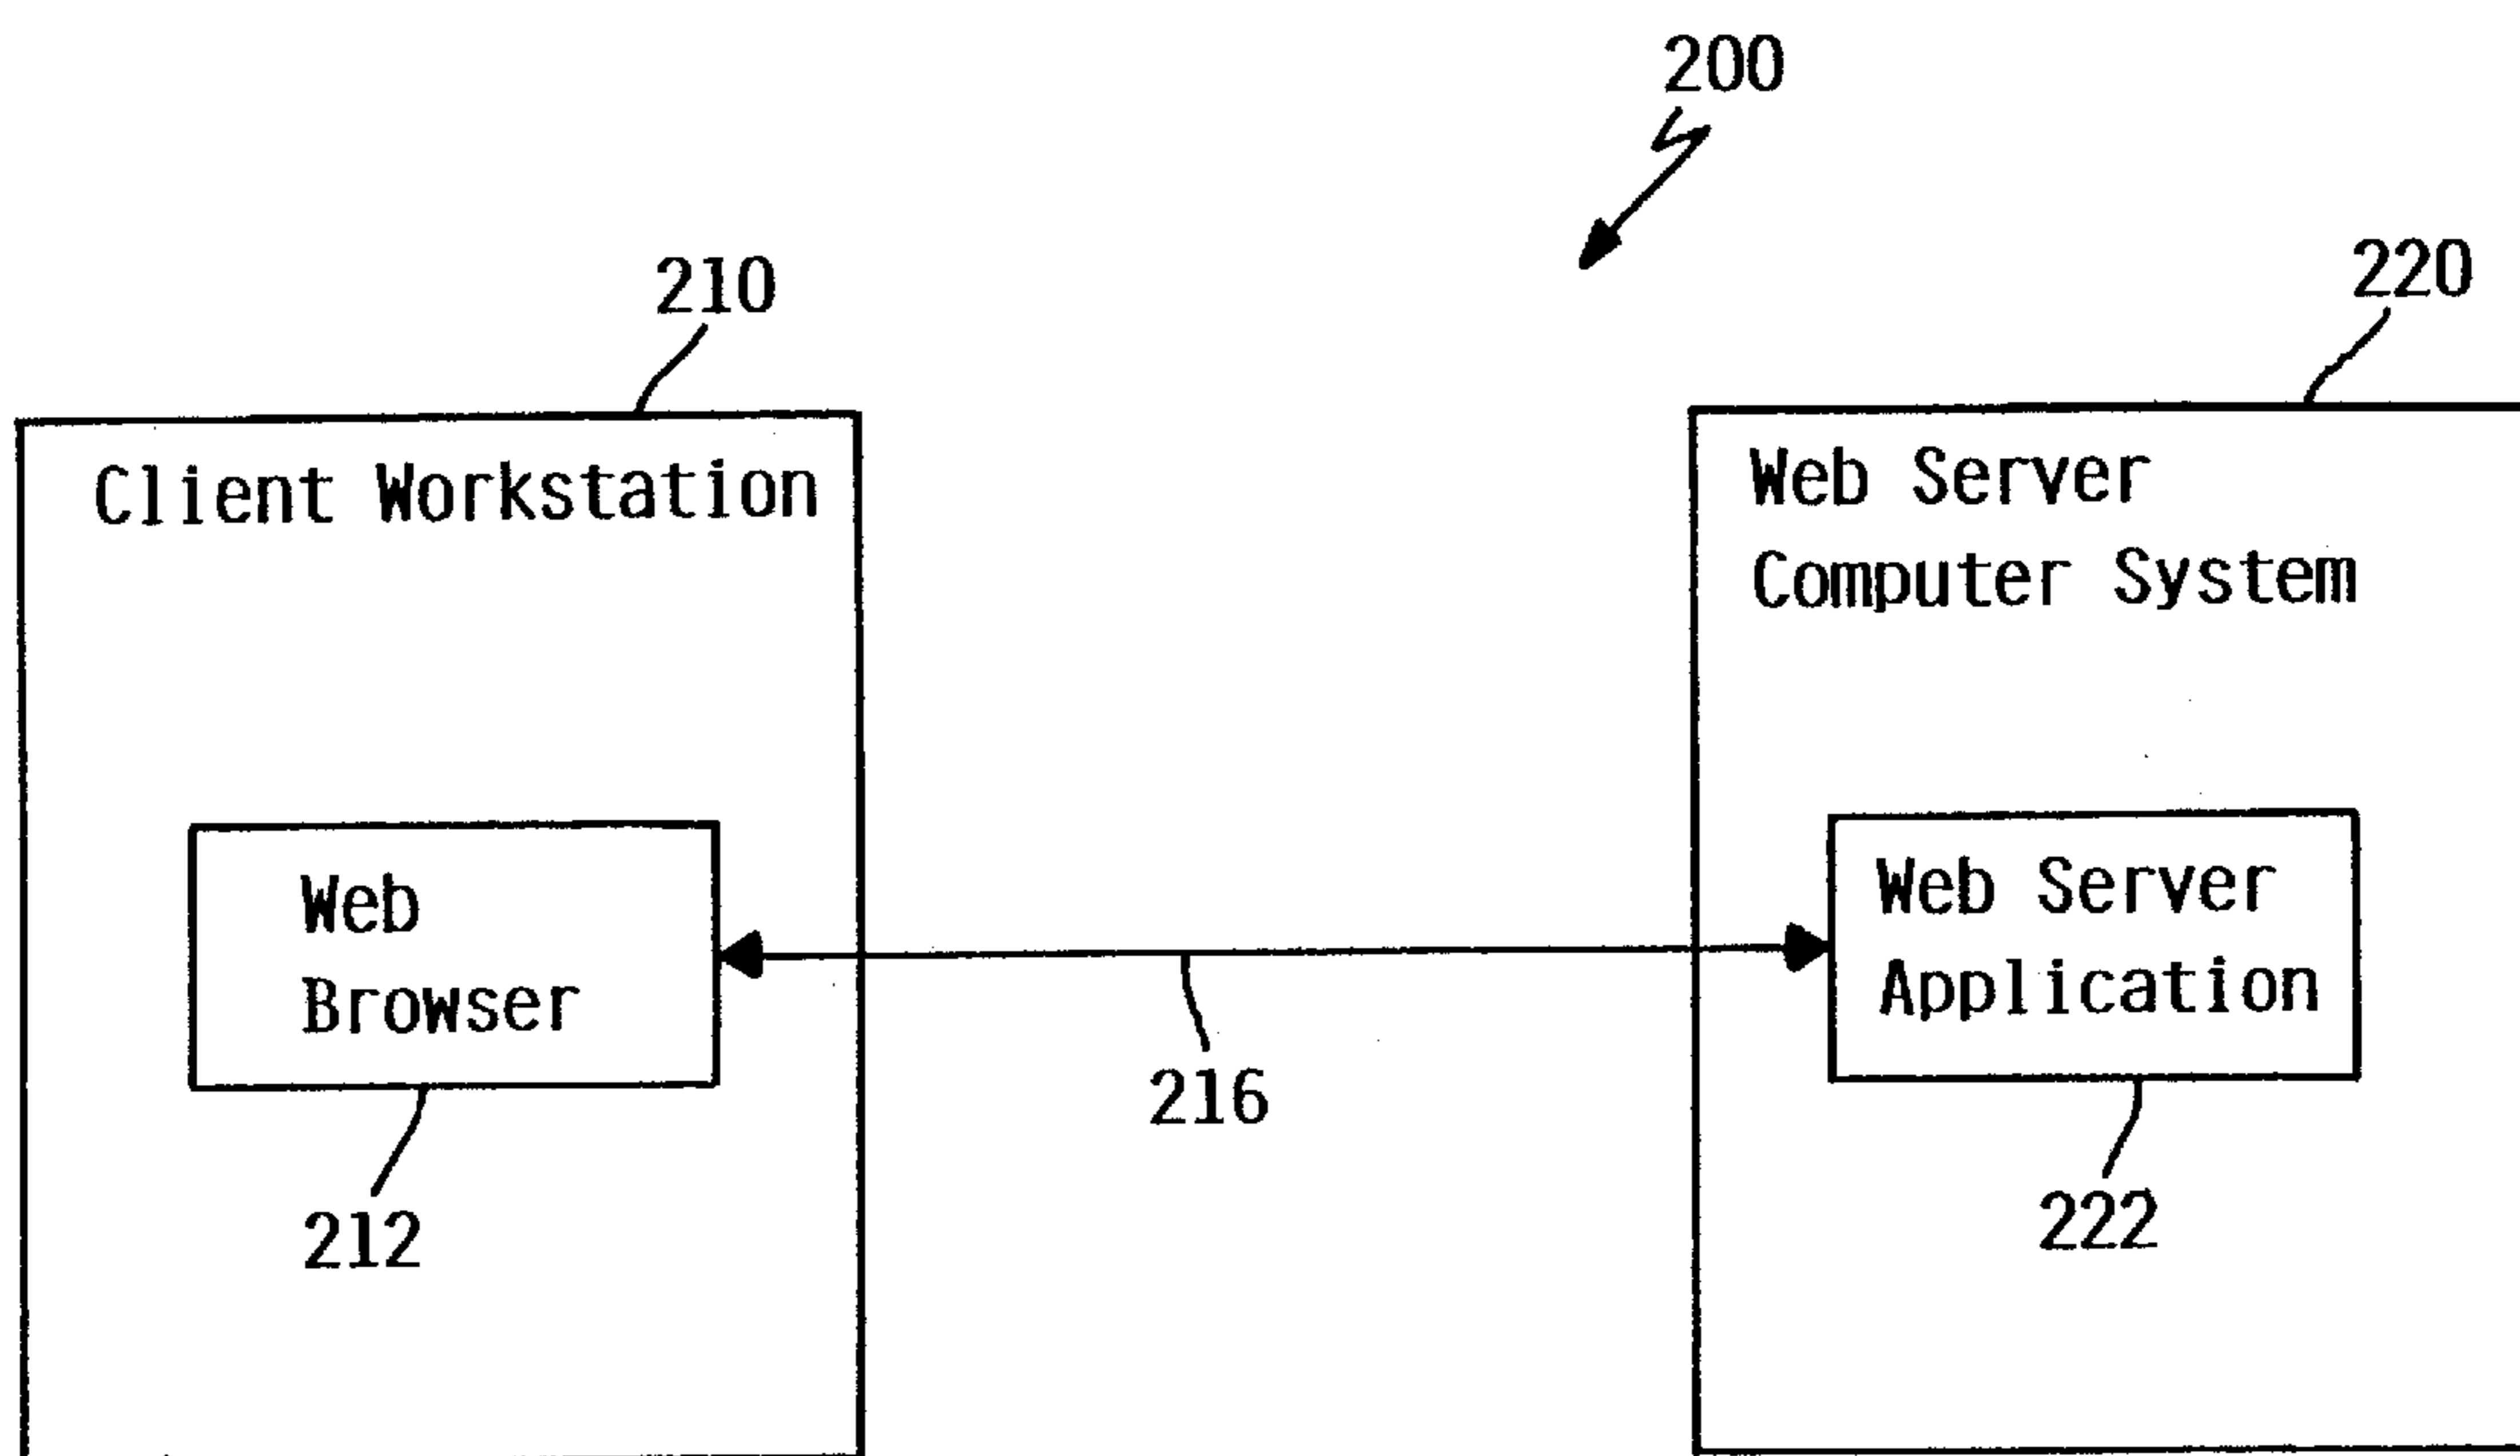 200
210
220
Client Workstation
Web Server
Computer System
Web
Browser
Web Server
Application
216
212
222